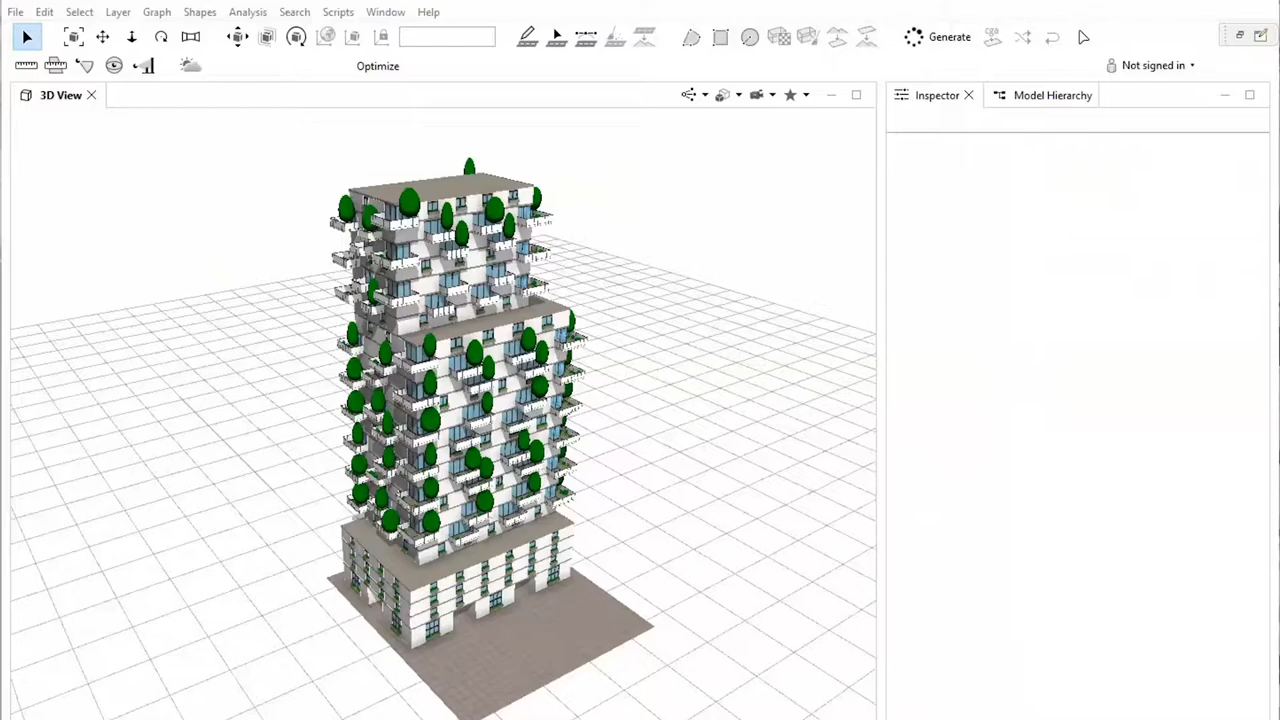 File Edit Select Layer Graph Shapes Analysis Search Scripts Window Help
Generate
Optimize
Not signed in
3D View
Inspector
Model Hierarchy